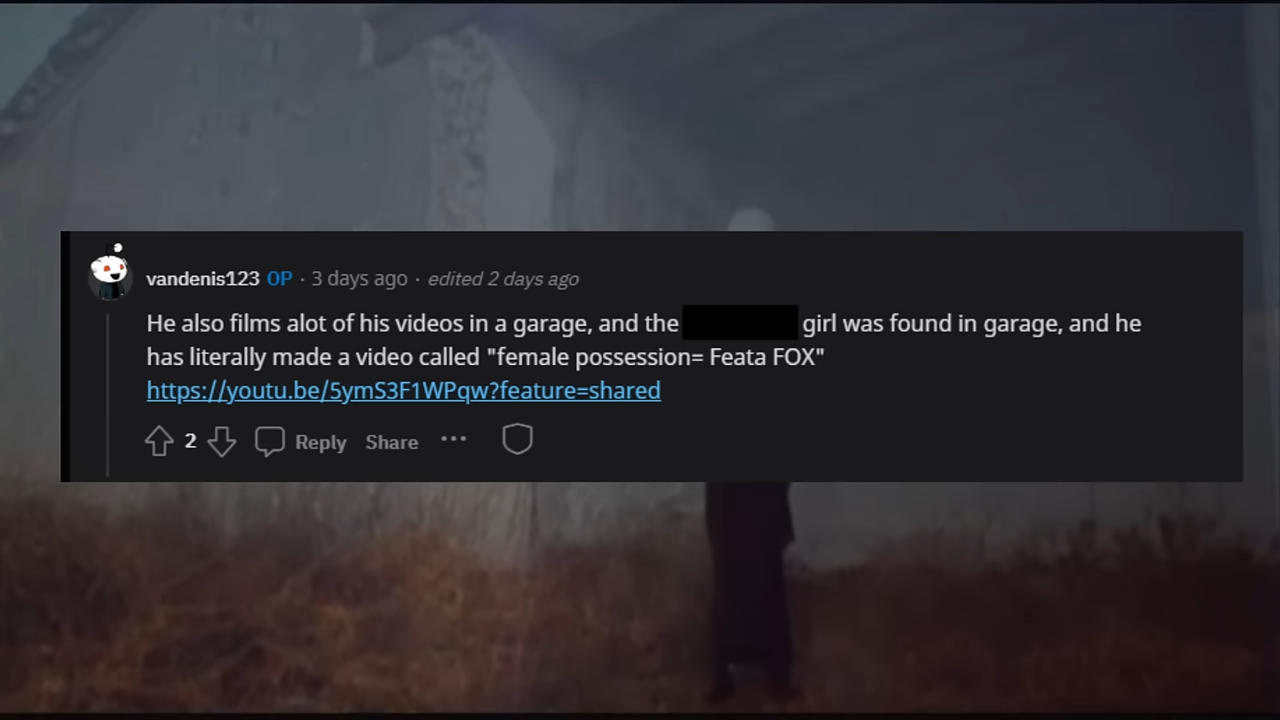 vandenis123 OP · 3 days ago · edited 2 days ago
He also films alot of his videos in a garage, and the girl was found in garage, and he
has literally made a video called "female possession= Feata FOX"
https://youtu.be/5ymS3F1WPqw?feature=shared
2 Reply Share ···